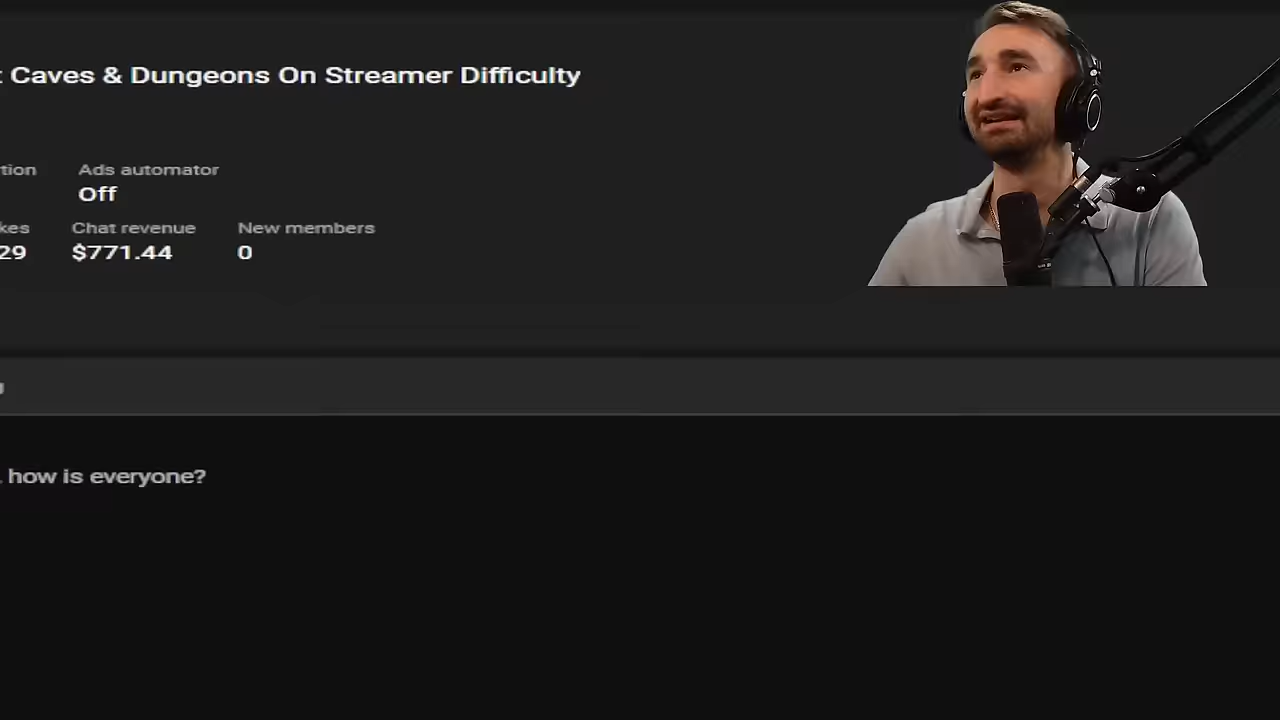 : Caves & Dungeons On Streamer Difficulty
tion Ads automator
Off
kes Chat revenue New members
29 $771.44 0
. how is everyone?